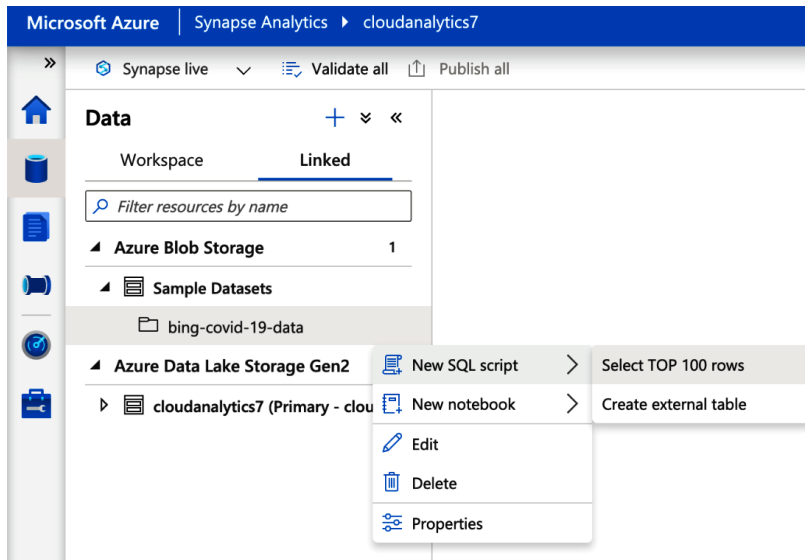 Microsoft Azure Synapse Analytics cloudanalytics7
Synapse live Validate all Publish all
Data
Workspace Linked
Filter resources by name
Azure Blob Storage 1
Sample Datasets
bing-covid-19-data
Azure Data Lake Storage Gen2
cloudanalytics7 (Primary - clou
New SQL script
New notebook
Edit
Delete
Properties
Select TOP 100 rows
Create external table